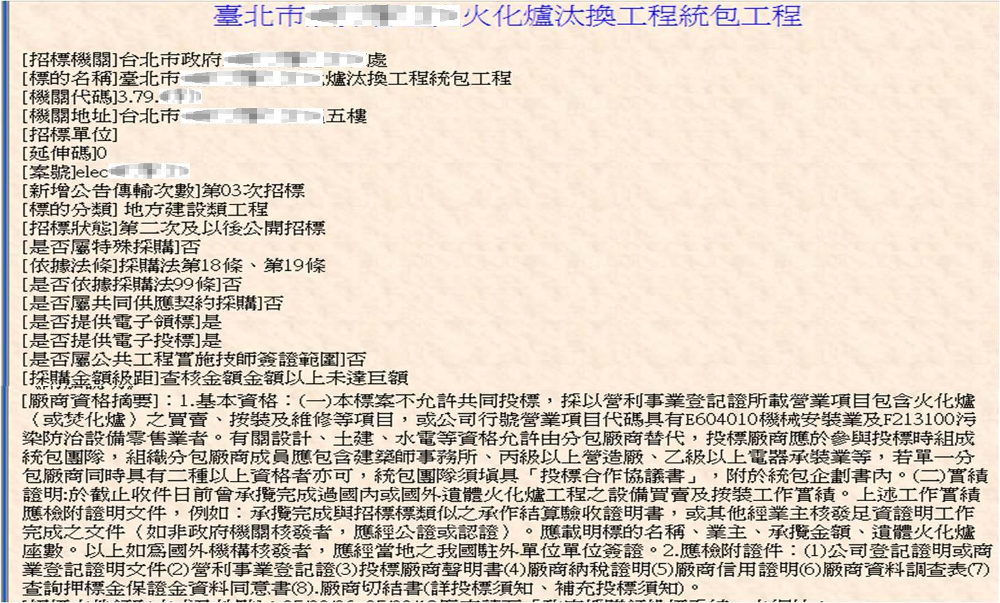 臺北市 火化爐汰換工程統包工程
[招標機關]台北市政府 處
[標的名稱]臺北市 爐汰換工程統包工程
[機關代碼]3.79.
[機關地址]台北市 五樓
[招標單位]
[延伸碼]0
[案號]elec
[新增公告傳輸次數]第03次招標
[標的分類] 地方建設類工程
[招標狀態]第二次及以後公開招標
[是否屬特殊採購]否
[依據法條]採購法第18條、第19條
[是否依據採購法99條]否
[是否屬共同供應契約採購]否
[是否提供電子領標]是
[是否提供電子投標]是
[是否屬公共工程實施技師簽證範圍]否
[採購金額級距]查核金額金額以上未達巨額
[廠商資格摘要]：1.基本資格：(一)本標案不允許共同投標，採以營利事業登記證所載營業項目包含火化爐
（或焚化爐）之買賣、按裝及維修等項目，或公司行號營業項目代碼具有E604010機械安裝業及F213100污
染防治設備零售業者。有關設計、土建、水電等資格允許由分包廠商替代，投標廠商應於參與投標時組成
統包團隊，組織分包廠商成員應包含建築師事務所、丙級以上營造廠、乙級以上電器承裝業等，若單一分
包廠商同時具有二種以上資格者亦可，統包團隊須填具「投標合作協議書」，附於統包企劃書內。(二)實績
證明:於截止收件日前曾承攬完成過國內或國外遺體火化爐工程之設備買賣及按裝工作實績。上述工作實績
應檢附證明文件，例如：承攬完成與招標標類似之承作結算驗收證明書，或其他經業主核發足資證明工作
完成之文件（如非政府機關核發者，應經公證或認證）。應載明標的名稱、業主、承攬金額、遺體火化爐
座數。以上如為國外機構核發者，應經當地之我國駐外單位單位簽證。2.應檢附證件：(1)公司登記證明或商
業登記證明文件(2)營利事業登記證(3)投標廠商聲明書(4)廠商納稅證明(5)廠商信用證明(6)廠商資料調查表(7)
查詢押標金保證金資料同意書(8).廠商切結書(詳投標須知、補充投標須知)。